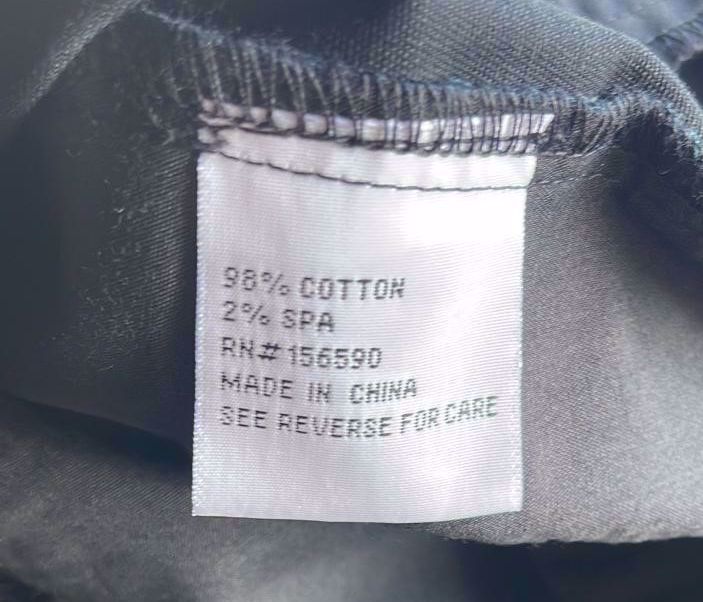 98% COTTON
2% SPA
RN# 156590
MADE IN CHINA
SEE REVERSE FOR CARE